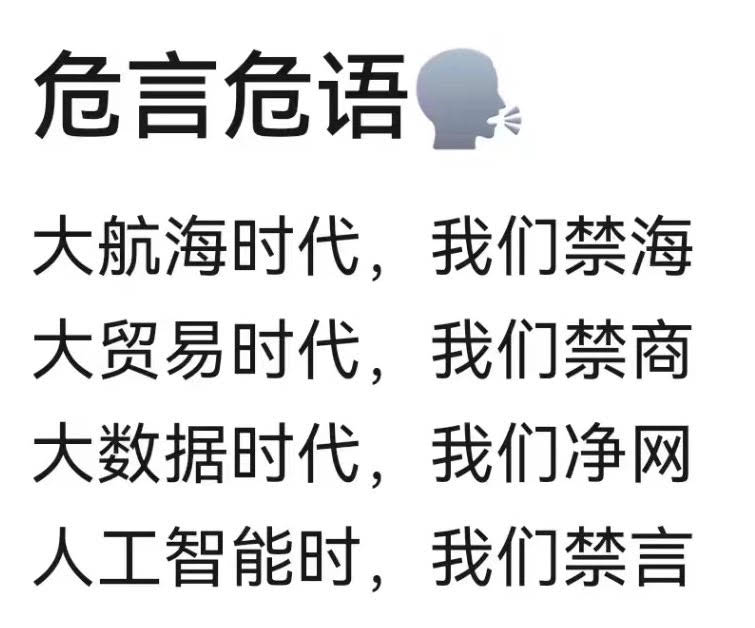 危言危语🗣️
大航海时代，我们禁海
大贸易时代，我们禁商
大数据时代，我们净网
人工智能时，我们禁言